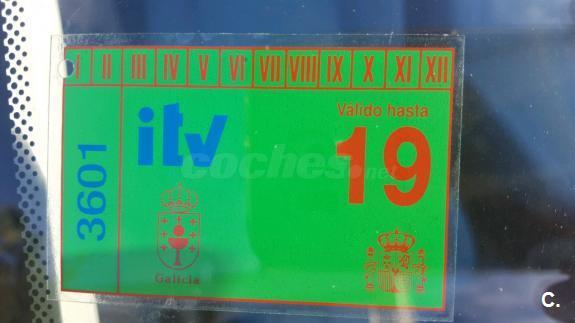 I II III IV V VI VII VIII IX X XI XII
Válido hasta
itv
19
3601
coches.net
Galicia
C.